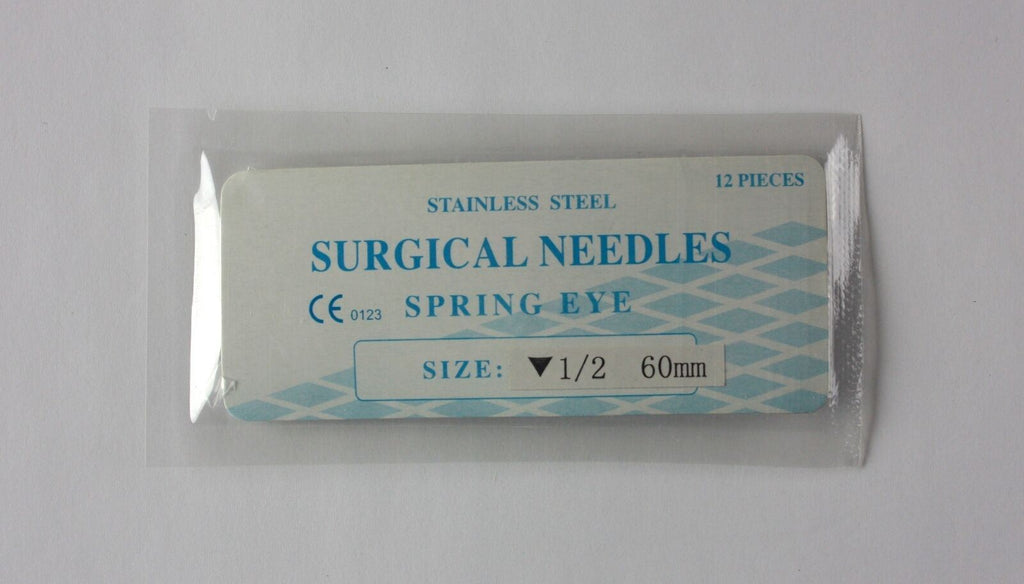 12 PIECES
STAINLESS STEEL
SURGICAL NEEDLES
CE 0123 SPRING EYE
SIZE: ▼1/2 60mm